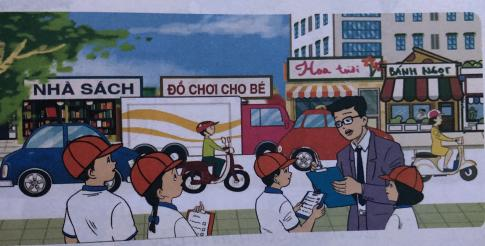 NHÀ SÁCH
ĐỒ CHƠI CHO BÉ
Hoa tươi
BÁNH NGỌT